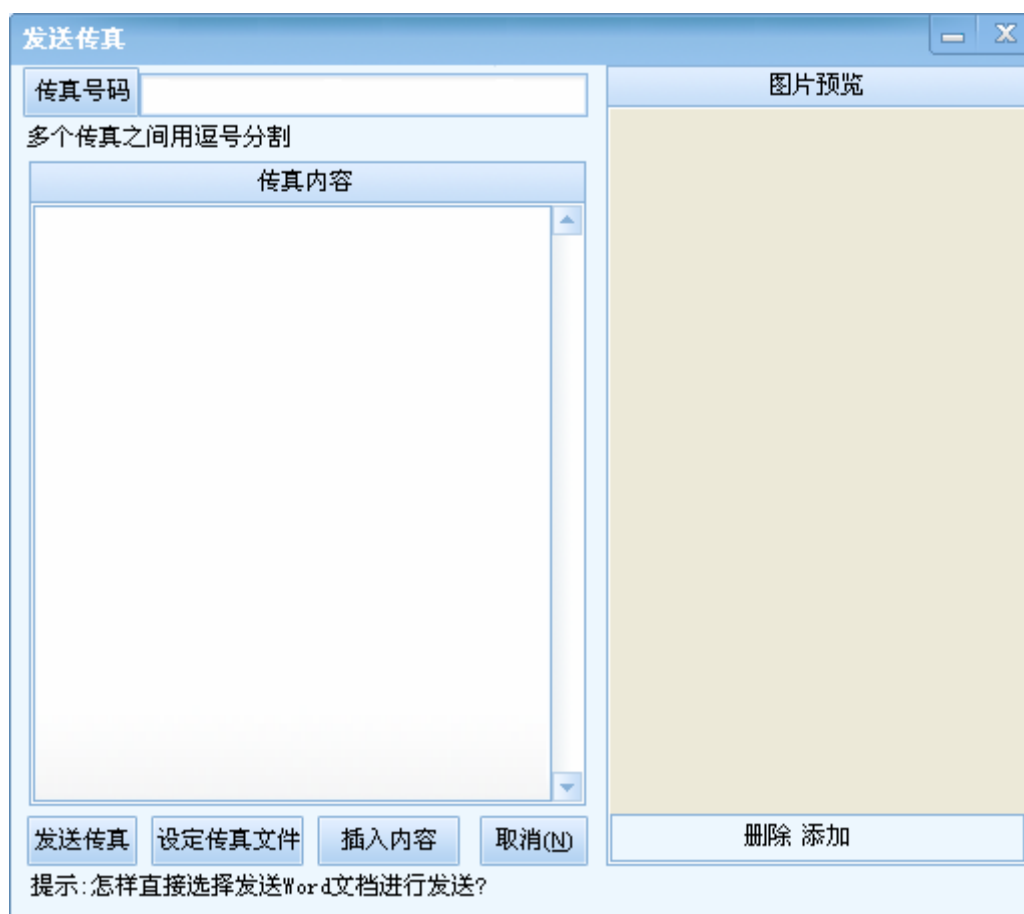 发送传真
传真号码
多个传真之间用逗号分割
传真内容
发送传真 设定传真文件 插入内容 取消(N)
提示:怎样直接选择发送Word文档进行发送?
图片预览
删除 添加